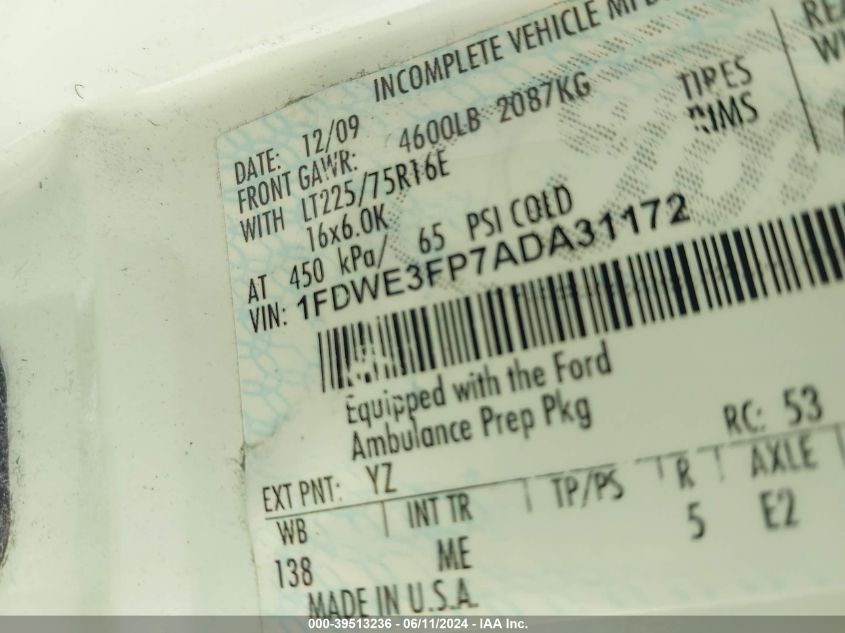 INCOMPLETE VEHICLE
DATE: 12/09
FRONT GAWR: 4600LB 2087KG
WITH LT225/75R16E TIRES
16x6.0K RIMS
AT 450 kPa/ 65 PSI COLD
VIN: 1FDWE3FP7ADA31172
Equipped with the Ford
Ambulance Prep Pkg
RC: 53
EXT PNT: YZ
WB INT TR TP/PS R AXLE
138 ME 5 E2
MADE IN U.S.A.
000-39513236 - 06/11/2024 - IAA Inc.